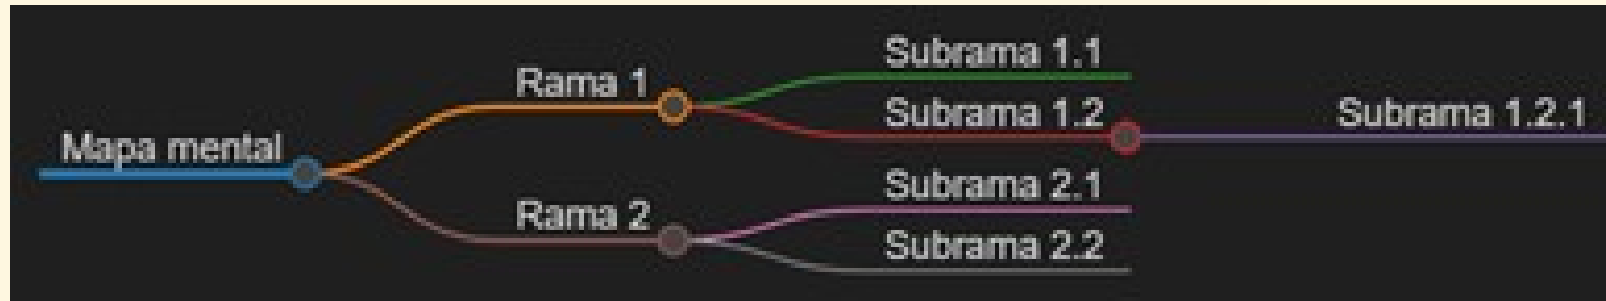 Mapa mental
Rama 1
Subrama 1.1
Subrama 1.2
Subrama 1.2.1
Rama 2
Subrama 2.1
Subrama 2.2